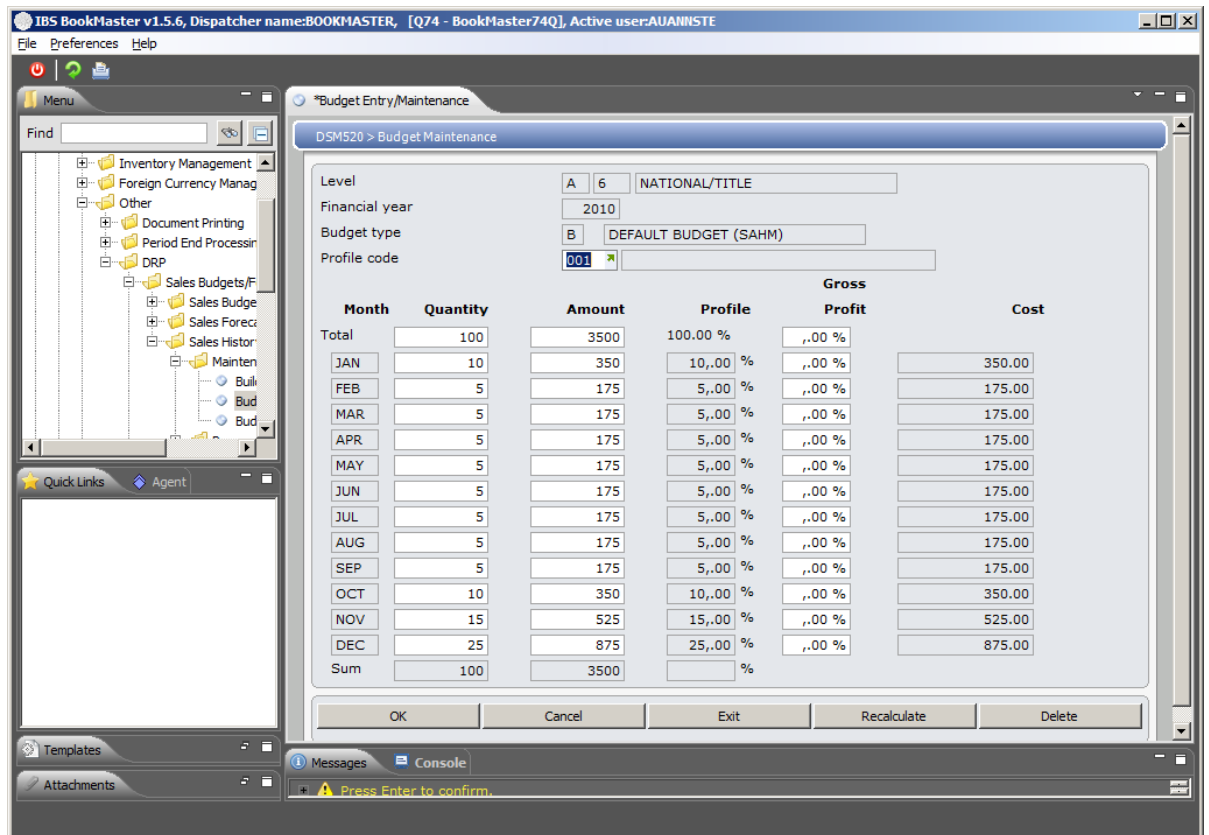 IBS BookMaster v1.5.6, Dispatcher name:BOOKMASTER, [Q74 - BookMaster74Q], Active user:AUANNSTE
File Preferences Help
Menu
Find
Inventory Management
Foreign Currency Manag
Other
Document Printing
Period End Processin
DRP
Sales Budgets/F
Sales Budge
Sales Foreca
Sales Histor
Mainten
Buil
Bud
Bud
Quick Links Agent
Templates
Attachments
*Budget Entry/Maintenance
DSM520 > Budget Maintenance
Level A 6 NATIONAL/TITLE
Financial year 2010
Budget type B DEFAULT BUDGET (SAHM)
Profile code 001
Gross
Month Quantity Amount Profile Profit Cost
Total 100 3500 100.00 % ,.00 %
JAN 10 350 10,.00 % ,.00 % 350.00
FEB 5 175 5,.00 % ,.00 % 175.00
MAR 5 175 5,.00 % ,.00 % 175.00
APR 5 175 5,.00 % ,.00 % 175.00
MAY 5 175 5,.00 % ,.00 % 175.00
JUN 5 175 5,.00 % ,.00 % 175.00
JUL 5 175 5,.00 % ,.00 % 175.00
AUG 5 175 5,.00 % ,.00 % 175.00
SEP 5 175 5,.00 % ,.00 % 175.00
OCT 10 350 10,.00 % ,.00 % 350.00
NOV 15 525 15,.00 % ,.00 % 525.00
DEC 25 875 25,.00 % ,.00 % 875.00
Sum 100 3500 %
OK Cancel Exit Recalculate Delete
Messages Console
Press Enter to confirm.